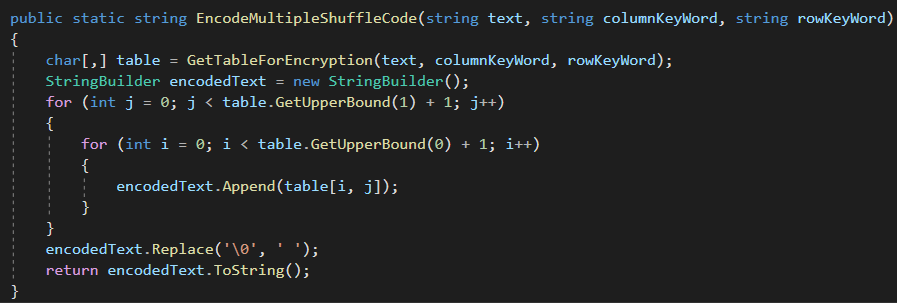 public static string EncodeMultipleShuffleCode(string text, string columnKeyWord, string rowKeyWord)
{
    char[,] table = GetTableForEncryption(text, columnKeyWord, rowKeyWord);
    StringBuilder encodedText = new StringBuilder();
    for (int j = 0; j < table.GetUpperBound(1) + 1; j++)
    {
        for (int i = 0; i < table.GetUpperBound(0) + 1; i++)
        {
            encodedText.Append(table[i, j]);
        }
    }
    encodedText.Replace('\0', ' ');
    return encodedText.ToString();
}